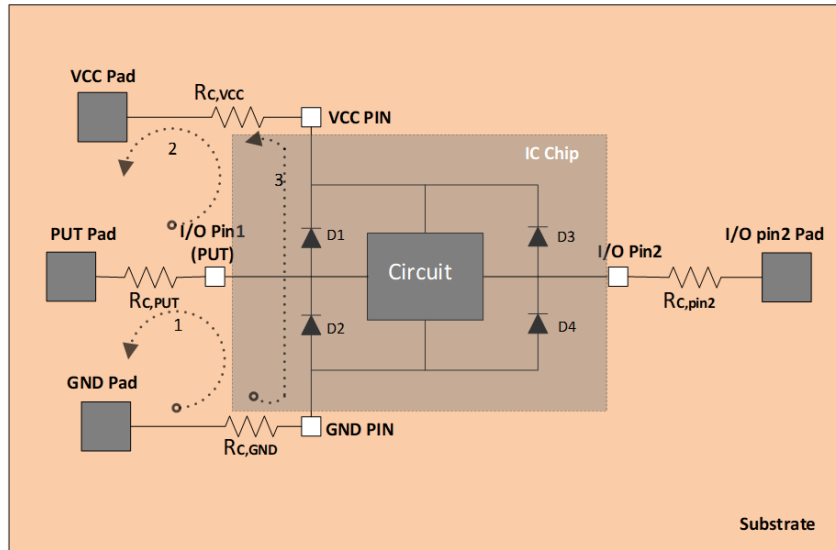 VCC Pad
RC,VCC
VCC PIN
IC Chip
2
3
PUT Pad
I/O Pin1
(PUT)
D1
D3
I/O Pin2
I/O pin2 Pad
Circuit
RC,PUT
RC,pin2
1
D2
D4
GND Pad
GND PIN
RC,GND
Substrate